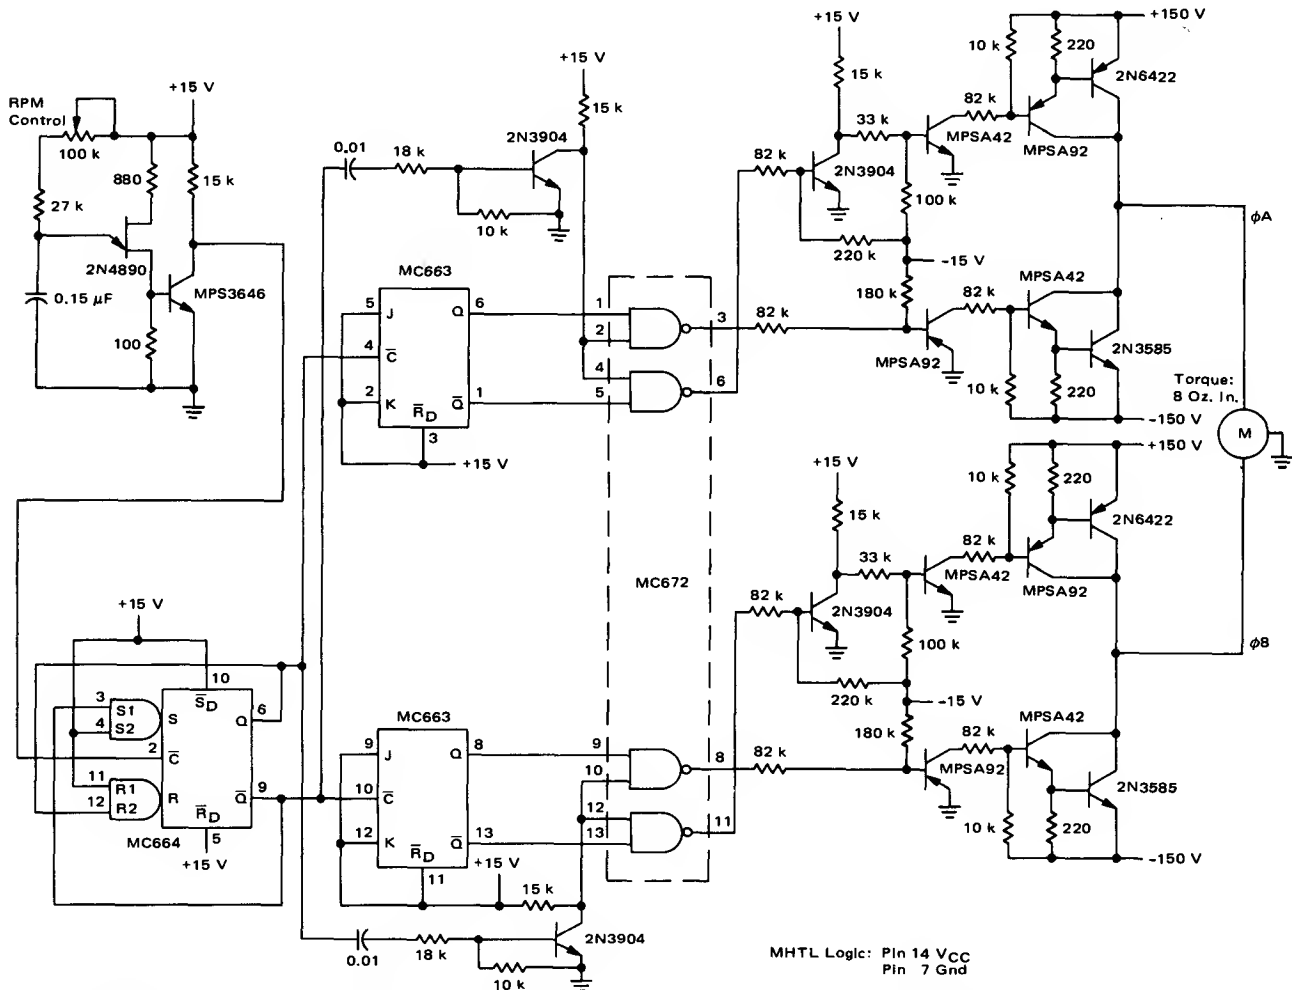 +15 V
RPM
Control
100 k
880
15 k
27 k
2N4890
0.15 μF
MPS3646
100
+15 V
15 k
2N3904
0.01
18 k
10 k
MC663
5
J
Q
6
4
C̅
2
K
Q̅
1
R̅D
3
+15 V
1
2
3
4
5
6
+15 V
15 k
82 k
2N3904
33 k
MPSA42
82 k
10 k
220
+150 V
2N6422
MPSA92
100 k
220 k
-15 V
180 k
82 k
MPSA92
82 k
MPSA42
2N3585
10 k
220
-150 V
φA
Torque:
8 Oz. In.
M
φB
+15 V
10
S̅D
3
S1
4
S2
S
Q
6
2
C̅
11
R1
12
R2
R
Q̅
9
R̅D
MC664
5
+15 V
MC663
9
J
Q
8
10
C̅
12
K
Q̅
13
R̅D
11
+15 V
15 k
0.01
18 k
10 k
2N3904
MC672
9
10
8
12
13
11
+15 V
15 k
82 k
2N3904
33 k
MPSA42
82 k
10 k
220
+150 V
2N6422
MPSA92
100 k
220 k
-15 V
180 k
82 k
MPSA92
82 k
MPSA42
2N3585
10 k
220
-150 V
MHTL Logic: Pin 14 VCC
Pin 7 Gnd